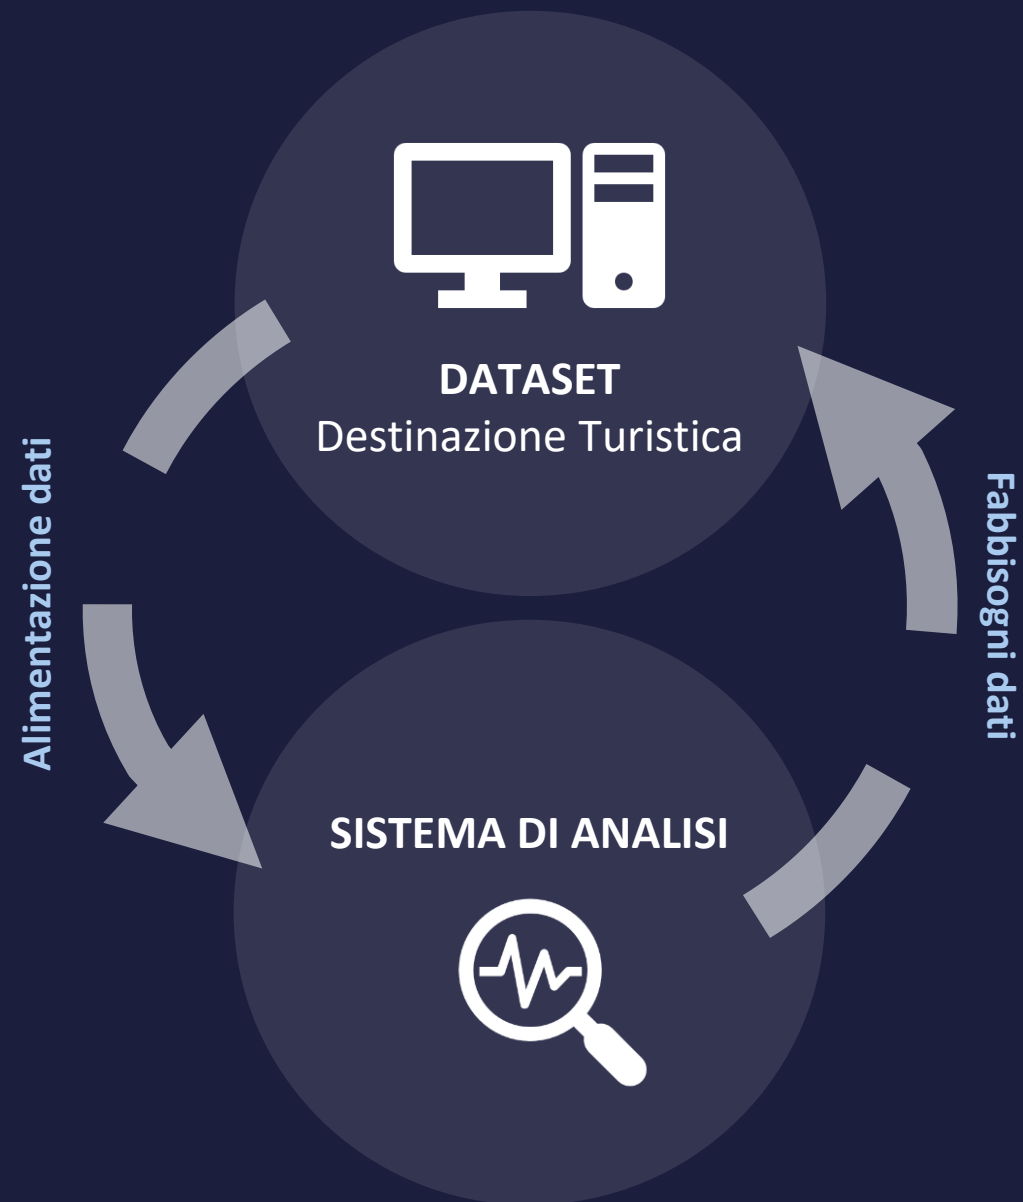 DATASET
Destinazione Turistica
Alimentazione dati
Fabbisogni dati
SISTEMA DI ANALISI